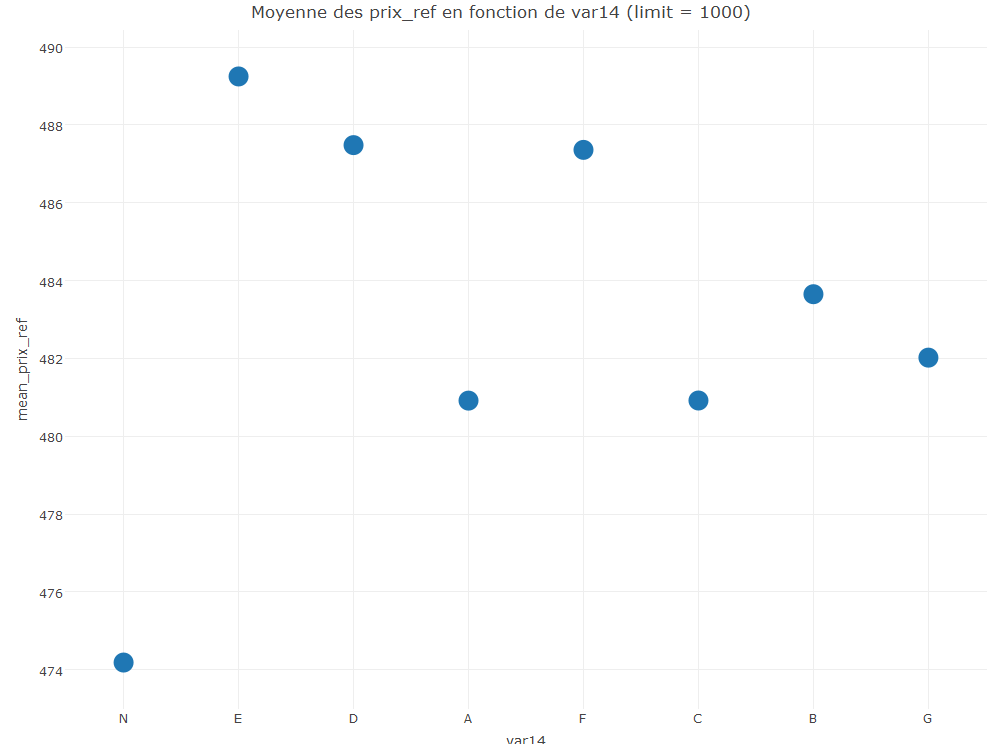 Moyenne des prix_ref en fonction de var14 (limit = 1000)
490
488
486
484
482
480
478
476
474
mean_prix_ref
N E D A F C B G
var14